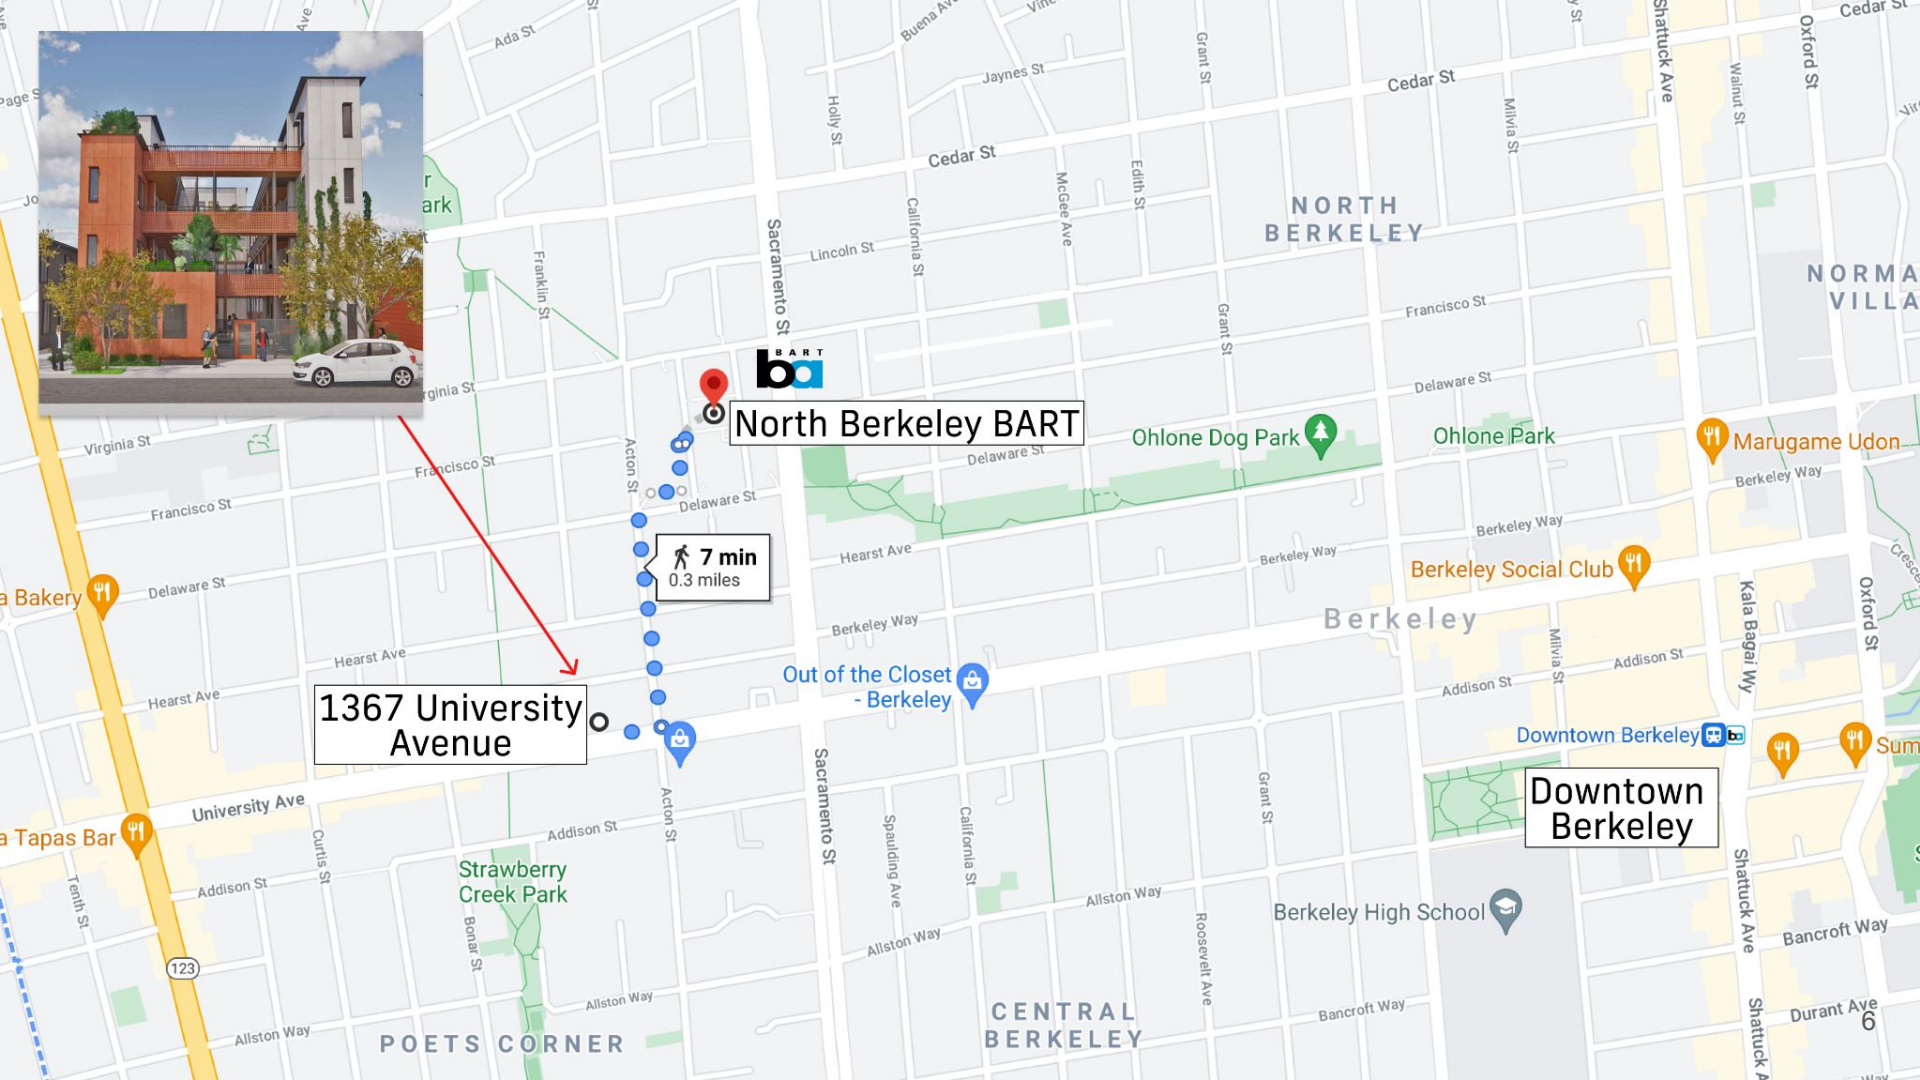 Ada St
Buena Av
Vine
Cedar St
Jaynes St
Grant St
Cedar St
Shattuck Ave
Oxford St
Walnut St
Milvia St
Holly St
Cedar St
Edith St
McGee Ave
California St
NORTH
BERKELEY
Lincoln St
Sacramento St
Franklin St
NORMA
VILLA
Francisco St
Grant St
BART
ba
North Berkeley BART
Delaware St
Virginia St
Francisco St
Acton St
Ohlone Dog Park
Ohlone Park
Marugame Udon
Delaware St
Berkeley Way
Francisco St
Delaware St
Berkeley Way
Hearst Ave
Berkeley Way
7 min
0.3 miles
Berkeley Social Club
a Bakery
Delaware St
Kala Bagai Wy
Oxford St
Berkeley
Berkeley Way
Hearst Ave
Milvia St
Addison St
Out of the Closet
- Berkeley
Addison St
Hearst Ave
1367 University
Avenue
Downtown Berkeley
ba
Sum
Downtown
Berkeley
University Ave
Acton St
Sacramento St
Grant St
a Tapas Bar
Addison St
Curtis St
Spaulding Ave
California St
Strawberry
Creek Park
Addison St
Tenth St
Allston Way
Berkeley High School
Shattuck Ave
Bancroft Way
Bonar St
Allston Way
Roosevelt Ave
123
Allston Way
CENTRAL
BERKELEY
Bancroft Way
Durant Ave
6
Shattuck A
Allston Way
POETS CORNER